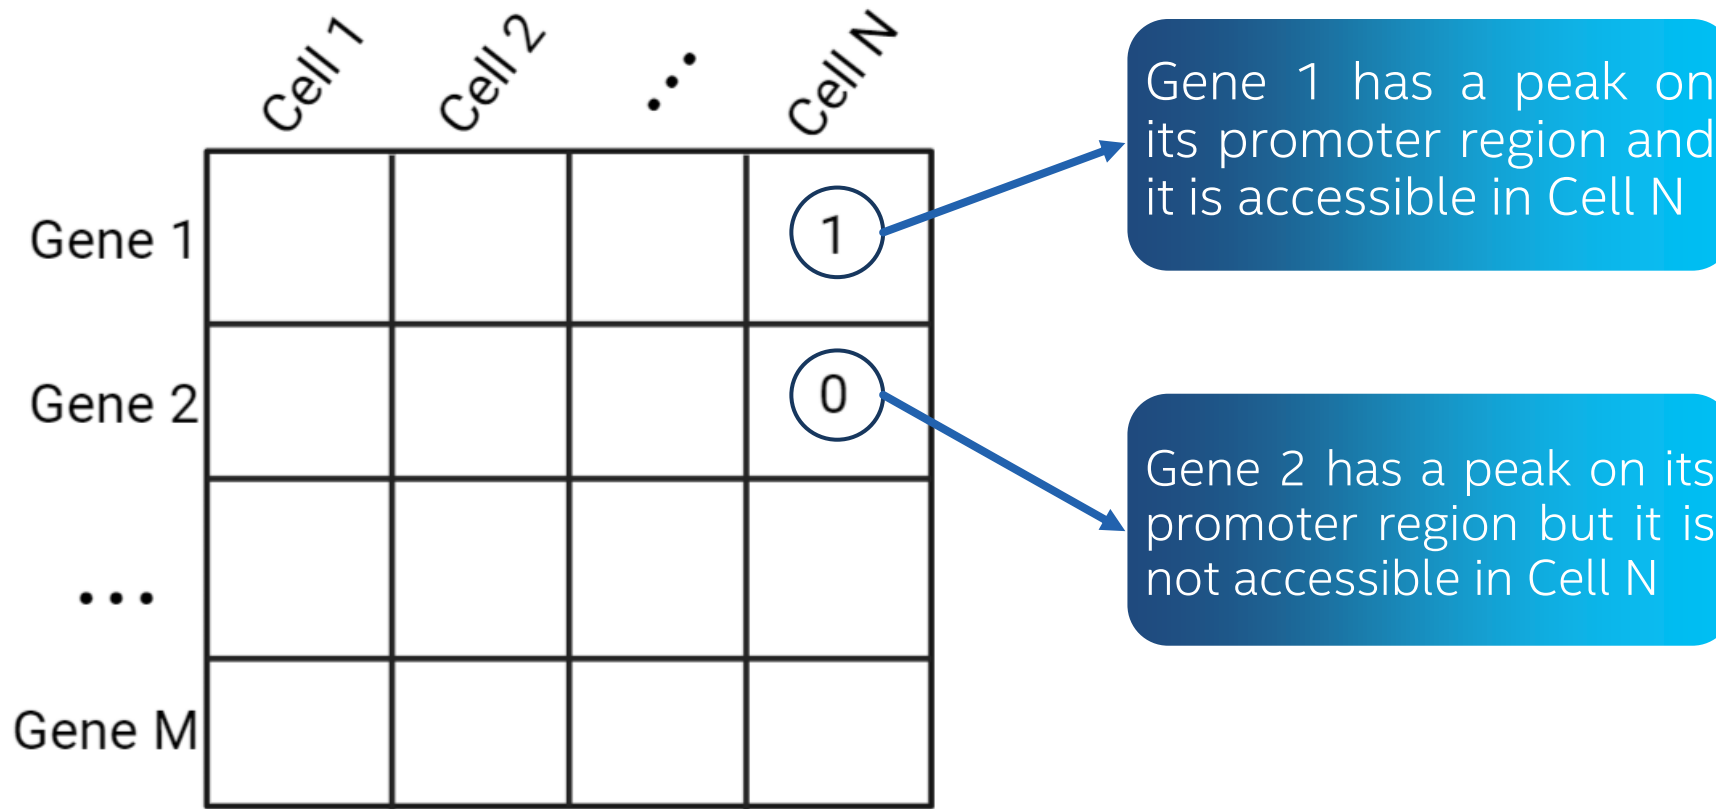 Cell 1
Cell 2
...
Cell N
Gene 1
1
Gene 2
0
...
Gene M
Gene 1 has a peak on
its promoter region and
it is accessible in Cell N
Gene 2 has a peak on its
promoter region but it is
not accessible in Cell N